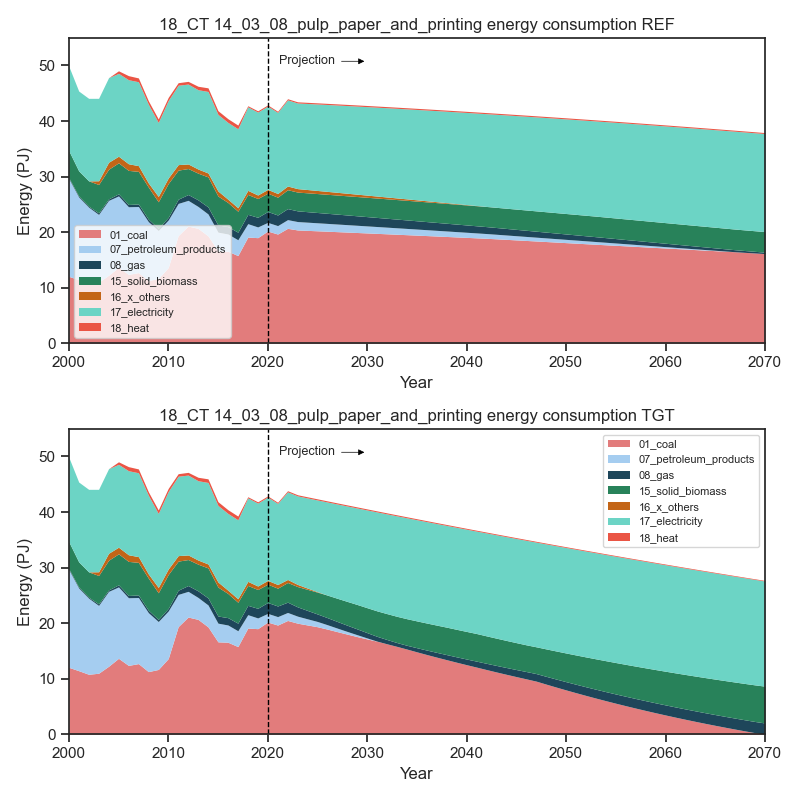 18_CT 14_03_08_pulp_paper_and_printing energy consumption REF
Projection
50
40
30
20
10
0
Energy (PJ)
01_coal
07_petroleum_products
08_gas
15_solid_biomass
16_x_others
17_electricity
18_heat
2000 2010 2020 2030 2040 2050 2060 2070
Year
18_CT 14_03_08_pulp_paper_and_printing energy consumption TGT
Projection
50
40
30
20
10
0
Energy (PJ)
01_coal
07_petroleum_products
08_gas
15_solid_biomass
16_x_others
17_electricity
18_heat
2000 2010 2020 2030 2040 2050 2060 2070
Year